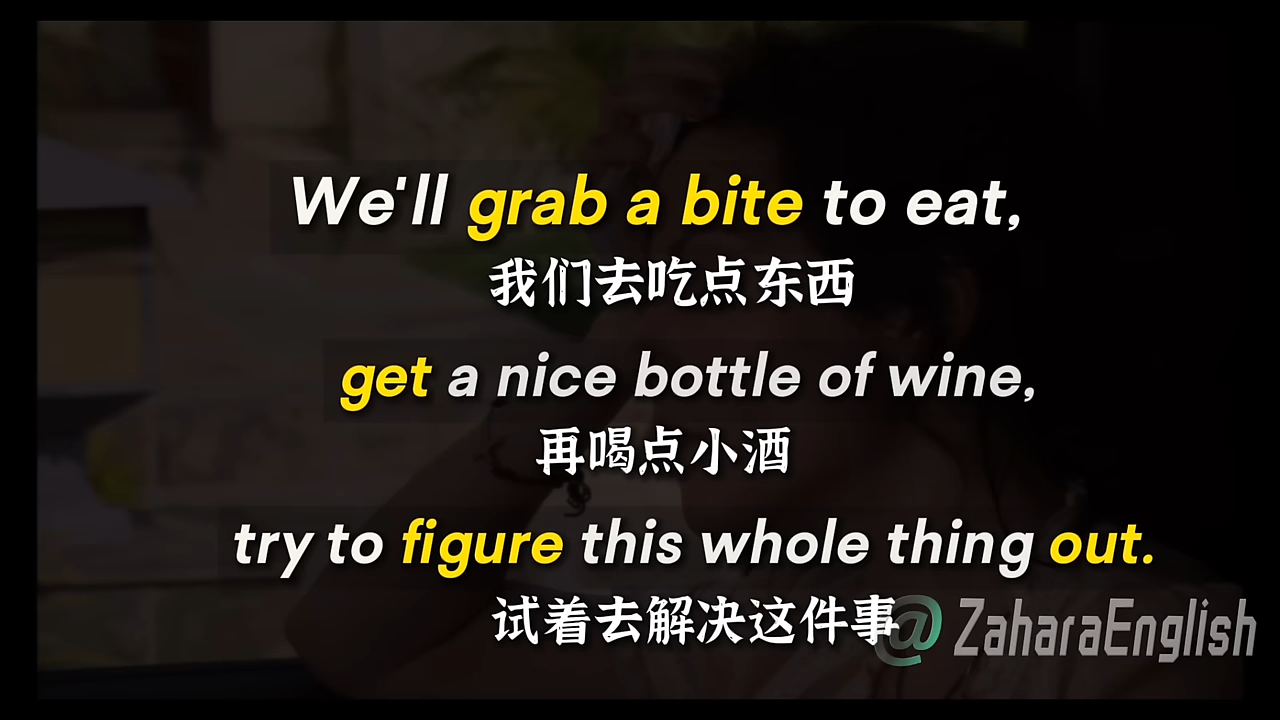 We'll grab a bite to eat,
我们去吃点东西
get a nice bottle of wine,
再喝点小酒
try to figure this whole thing out.
试着去解决这件事
@ZaharaEnglish